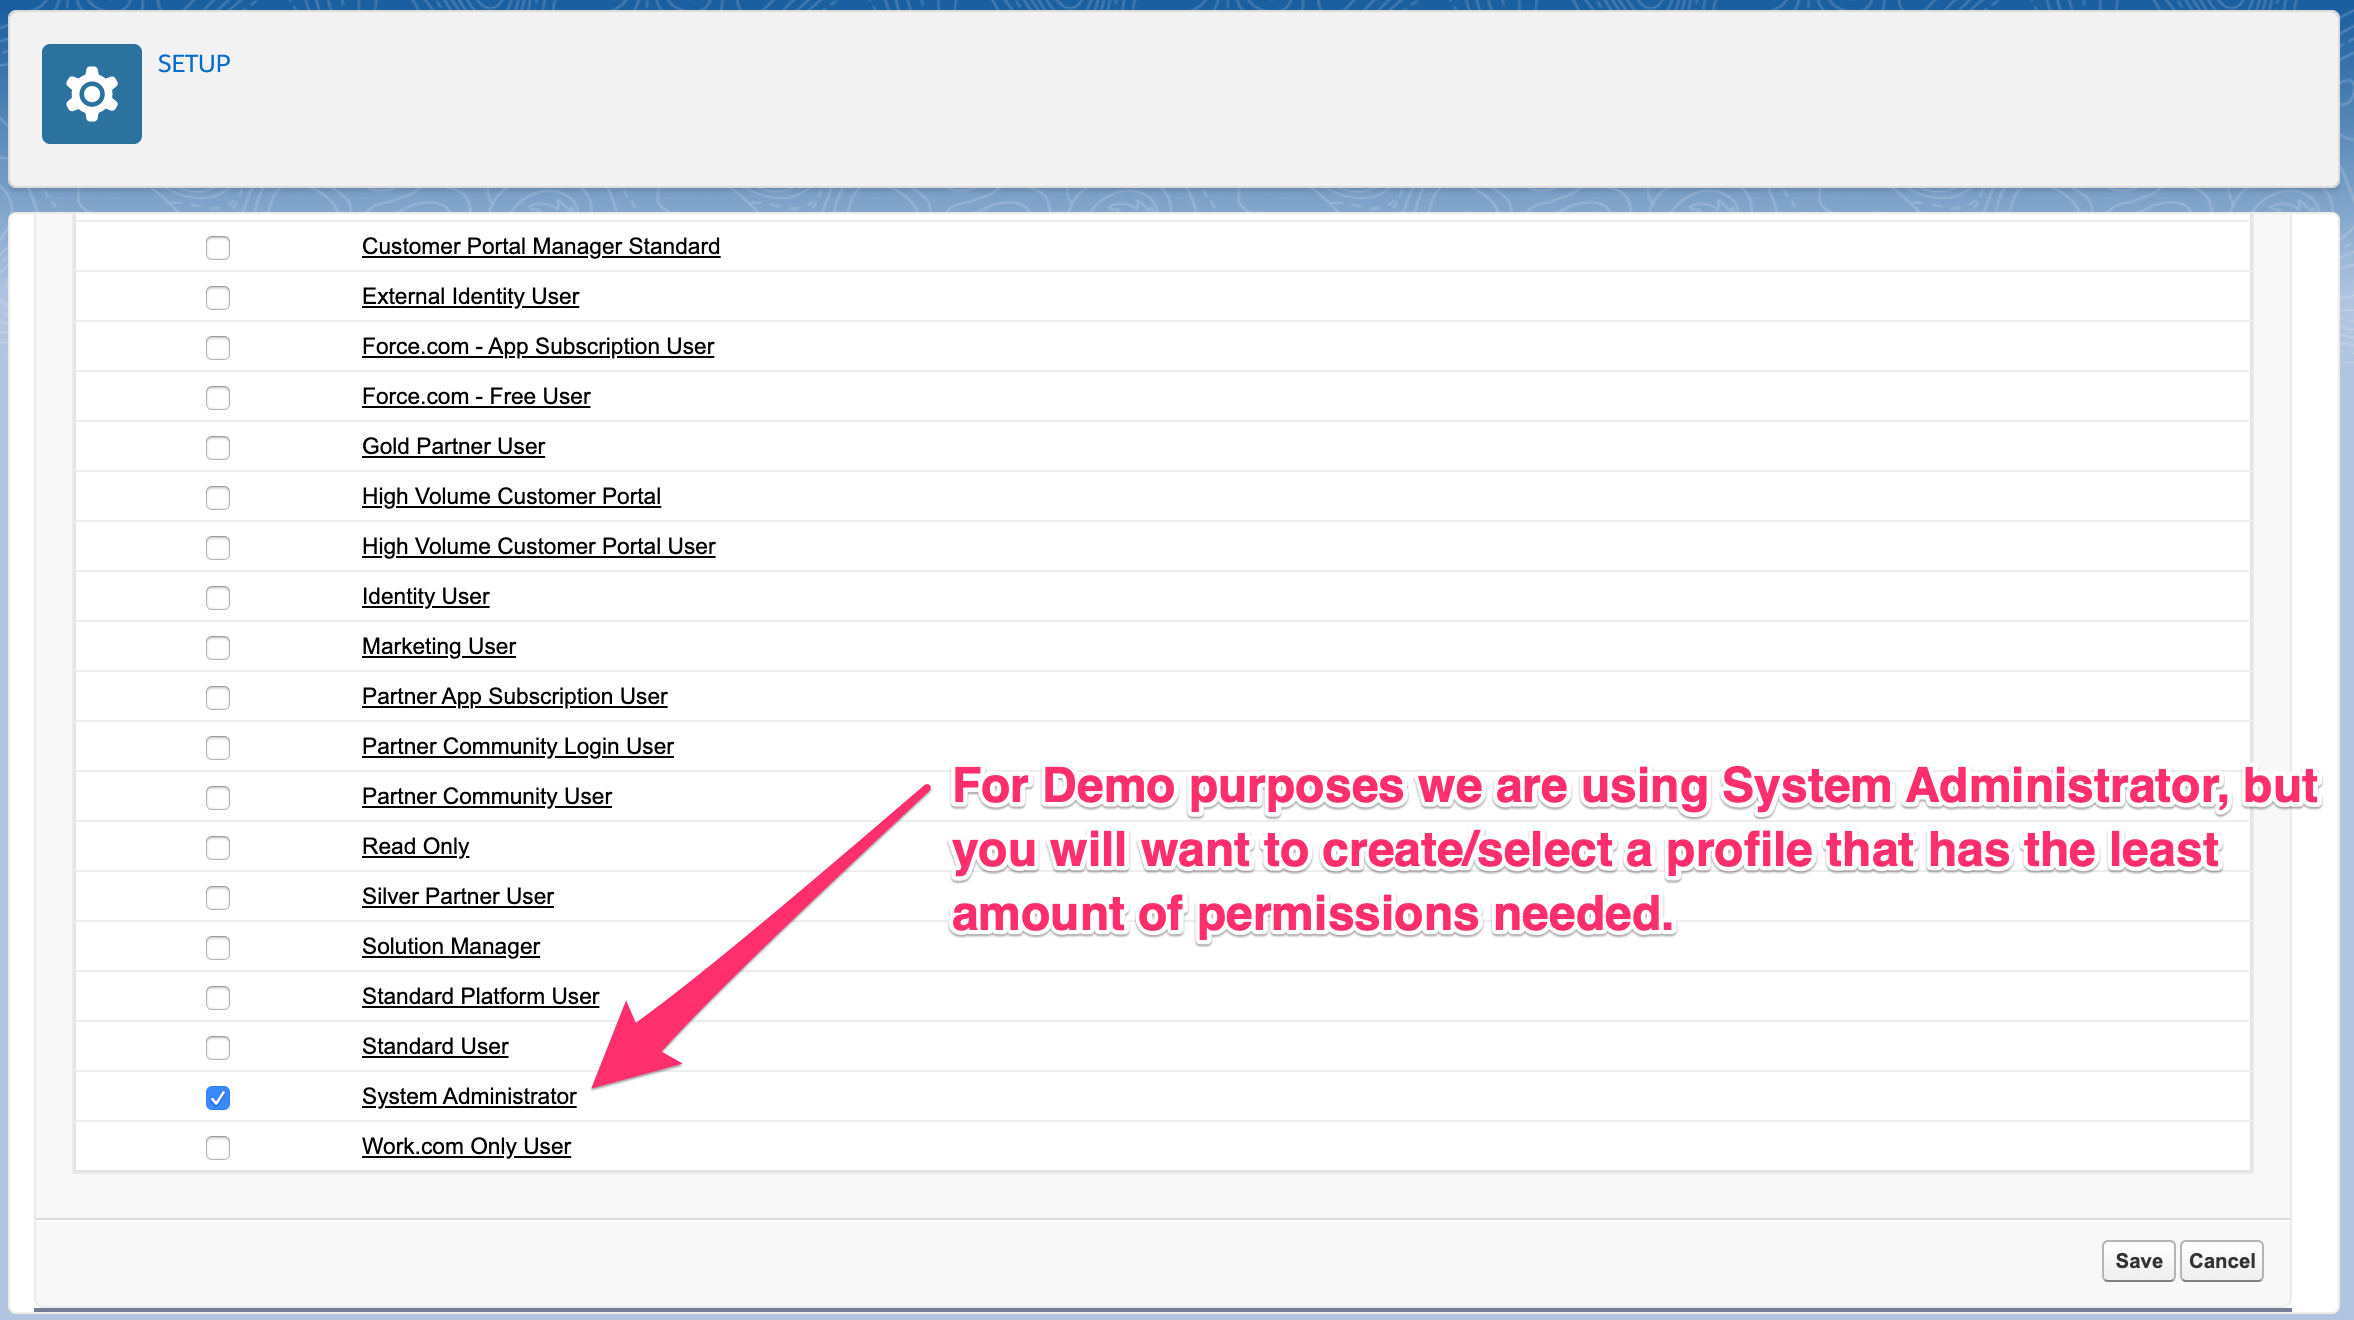 SETUP
Customer Portal Manager Standard
External Identity User
Force.com - App Subscription User
Force.com - Free User
Gold Partner User
High Volume Customer Portal
High Volume Customer Portal User
Identity User
Marketing User
Partner App Subscription User
Partner Community Login User
Partner Community User
Read Only
Silver Partner User
Solution Manager
Standard Platform User
Standard User
System Administrator
Work.com Only User
For Demo purposes we are using System Administrator, but
you will want to create/select a profile that has the least
amount of permissions needed.
Save Cancel